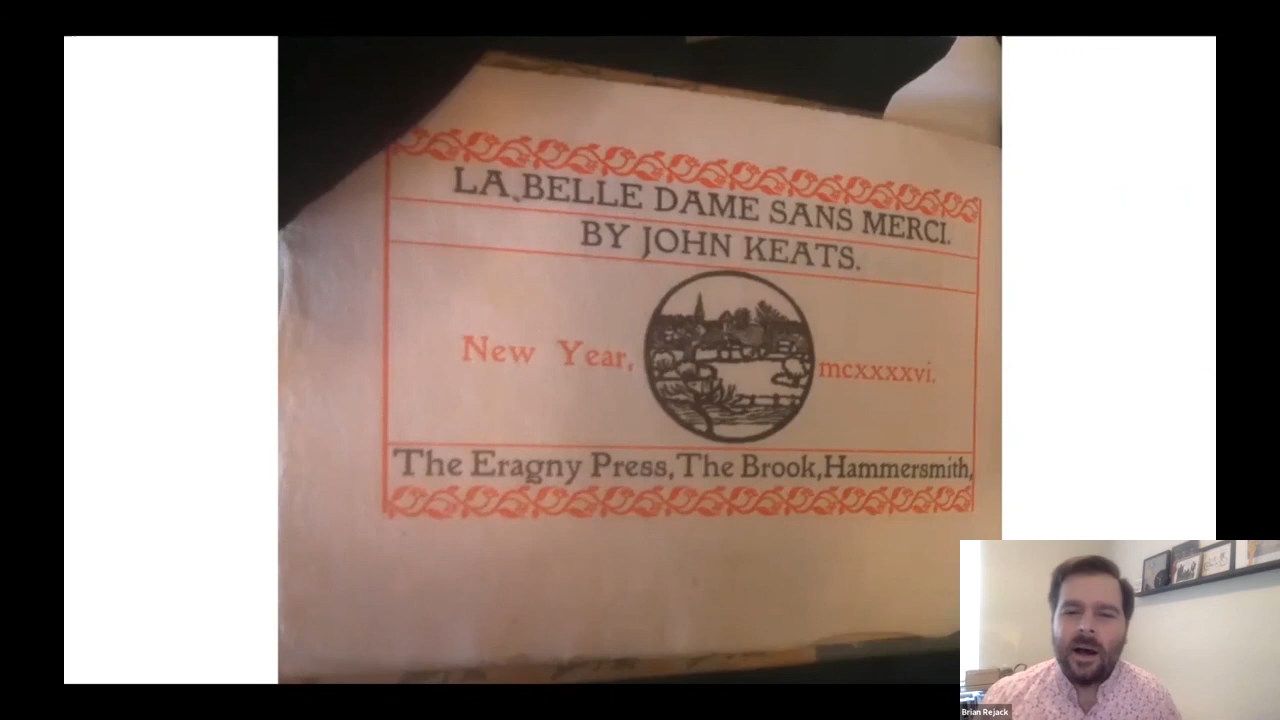 LA BELLE DAME SANS MERCI.
BY JOHN KEATS.
New Year, mcxxxxvi.
The Eragny Press, The Brook, Hammersmith,
Brian Rejack